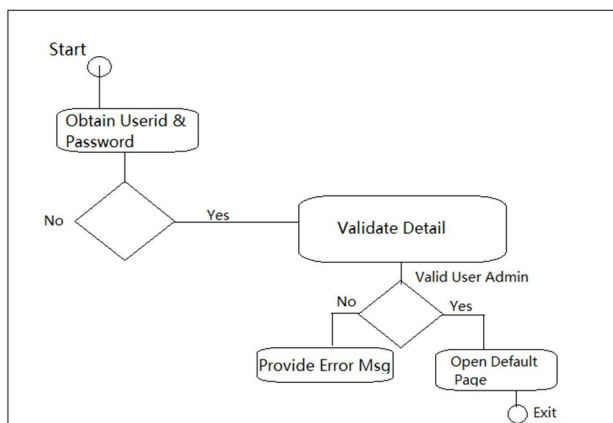 Start
Obtain Userid &
Password
No
Yes
Validate Detail
Valid User Admin
No
Yes
Provide Error Msg
Open Default
Page
Exit